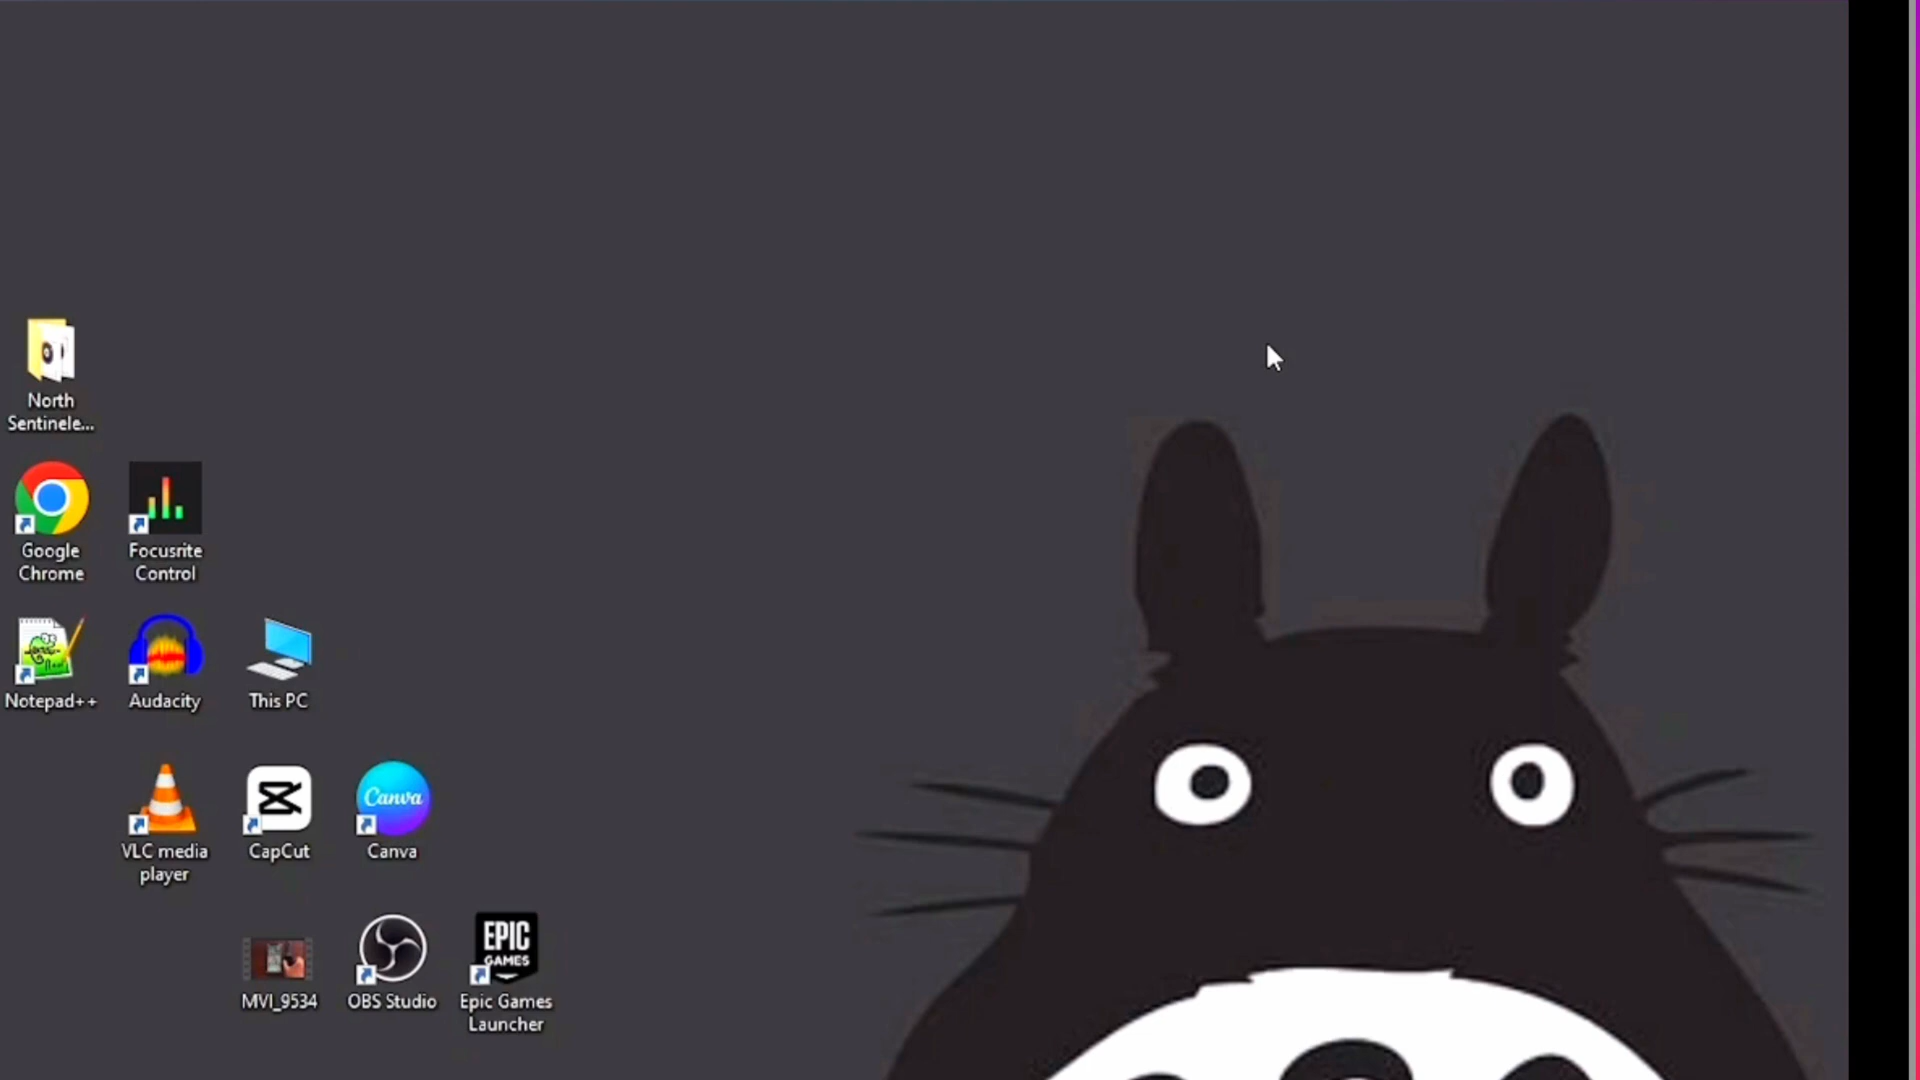 North
Sentinele...
Google
Chrome
Focusrite
Control
Notepad++
Audacity
This PC
VLC media
player
CapCut
Canva
Canva
MVI_9534
OBS Studio
EPIC
GAMES
Epic Games
Launcher